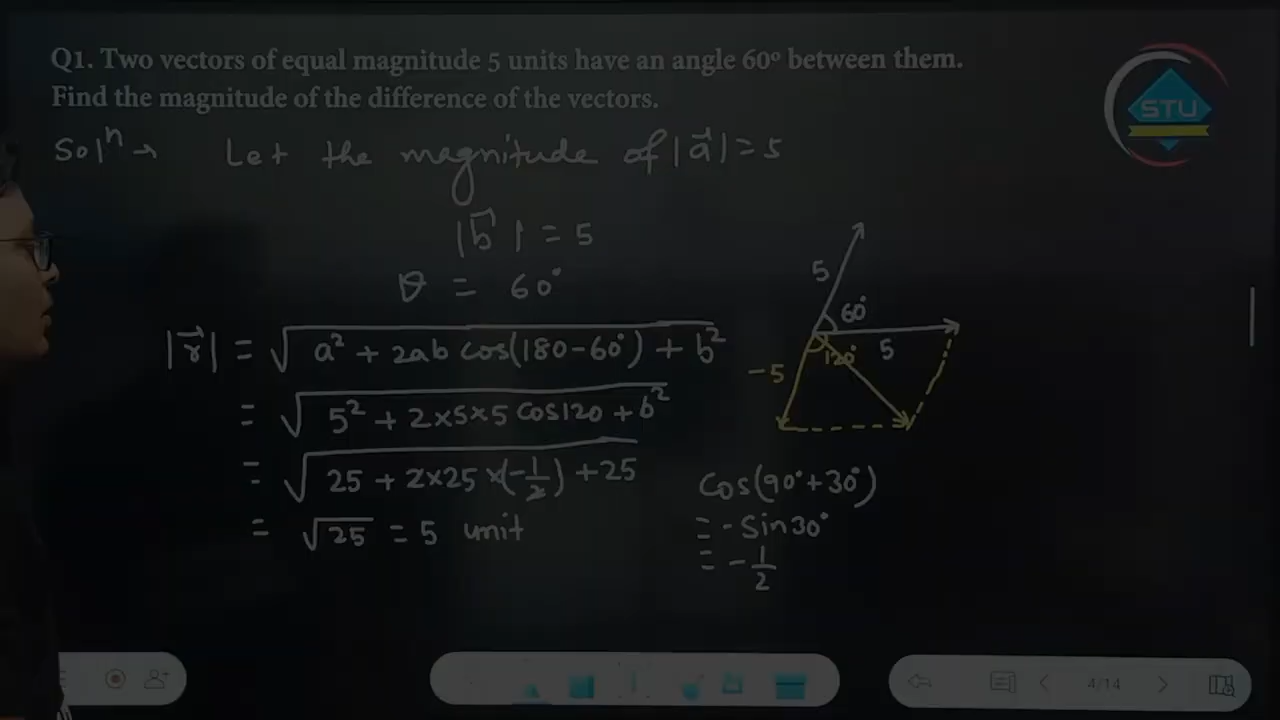 Q1. Two vectors of equal magnitude 5 units have an angle 60° between them.
Find the magnitude of the difference of the vectors.
STU
Solⁿ → Let the magnitude of |a⃗| = 5
|b⃗| = 5
θ = 60°
|r⃗| = √(a² + 2ab cos(180-60°) + b²)
= √(5² + 2×5×5 cos120 + 6²)
= √(25 + 2×25×(-1/2) + 25)
= √25 = 5 unit
5
60°
5
120°
-5
cos(90°+30°)
= - sin30°
= - 1/2
4/14